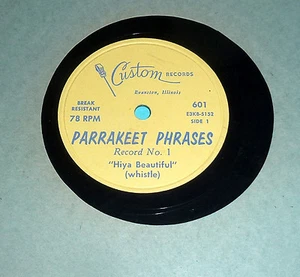 Custom RECORDS
Evanston, Illinois
BREAK RESISTANT
78 RPM
601
E3KB-5152
SIDE 1
PARRAKEET PHRASES
Record No. 1
"Hiya Beautiful"
(whistle)